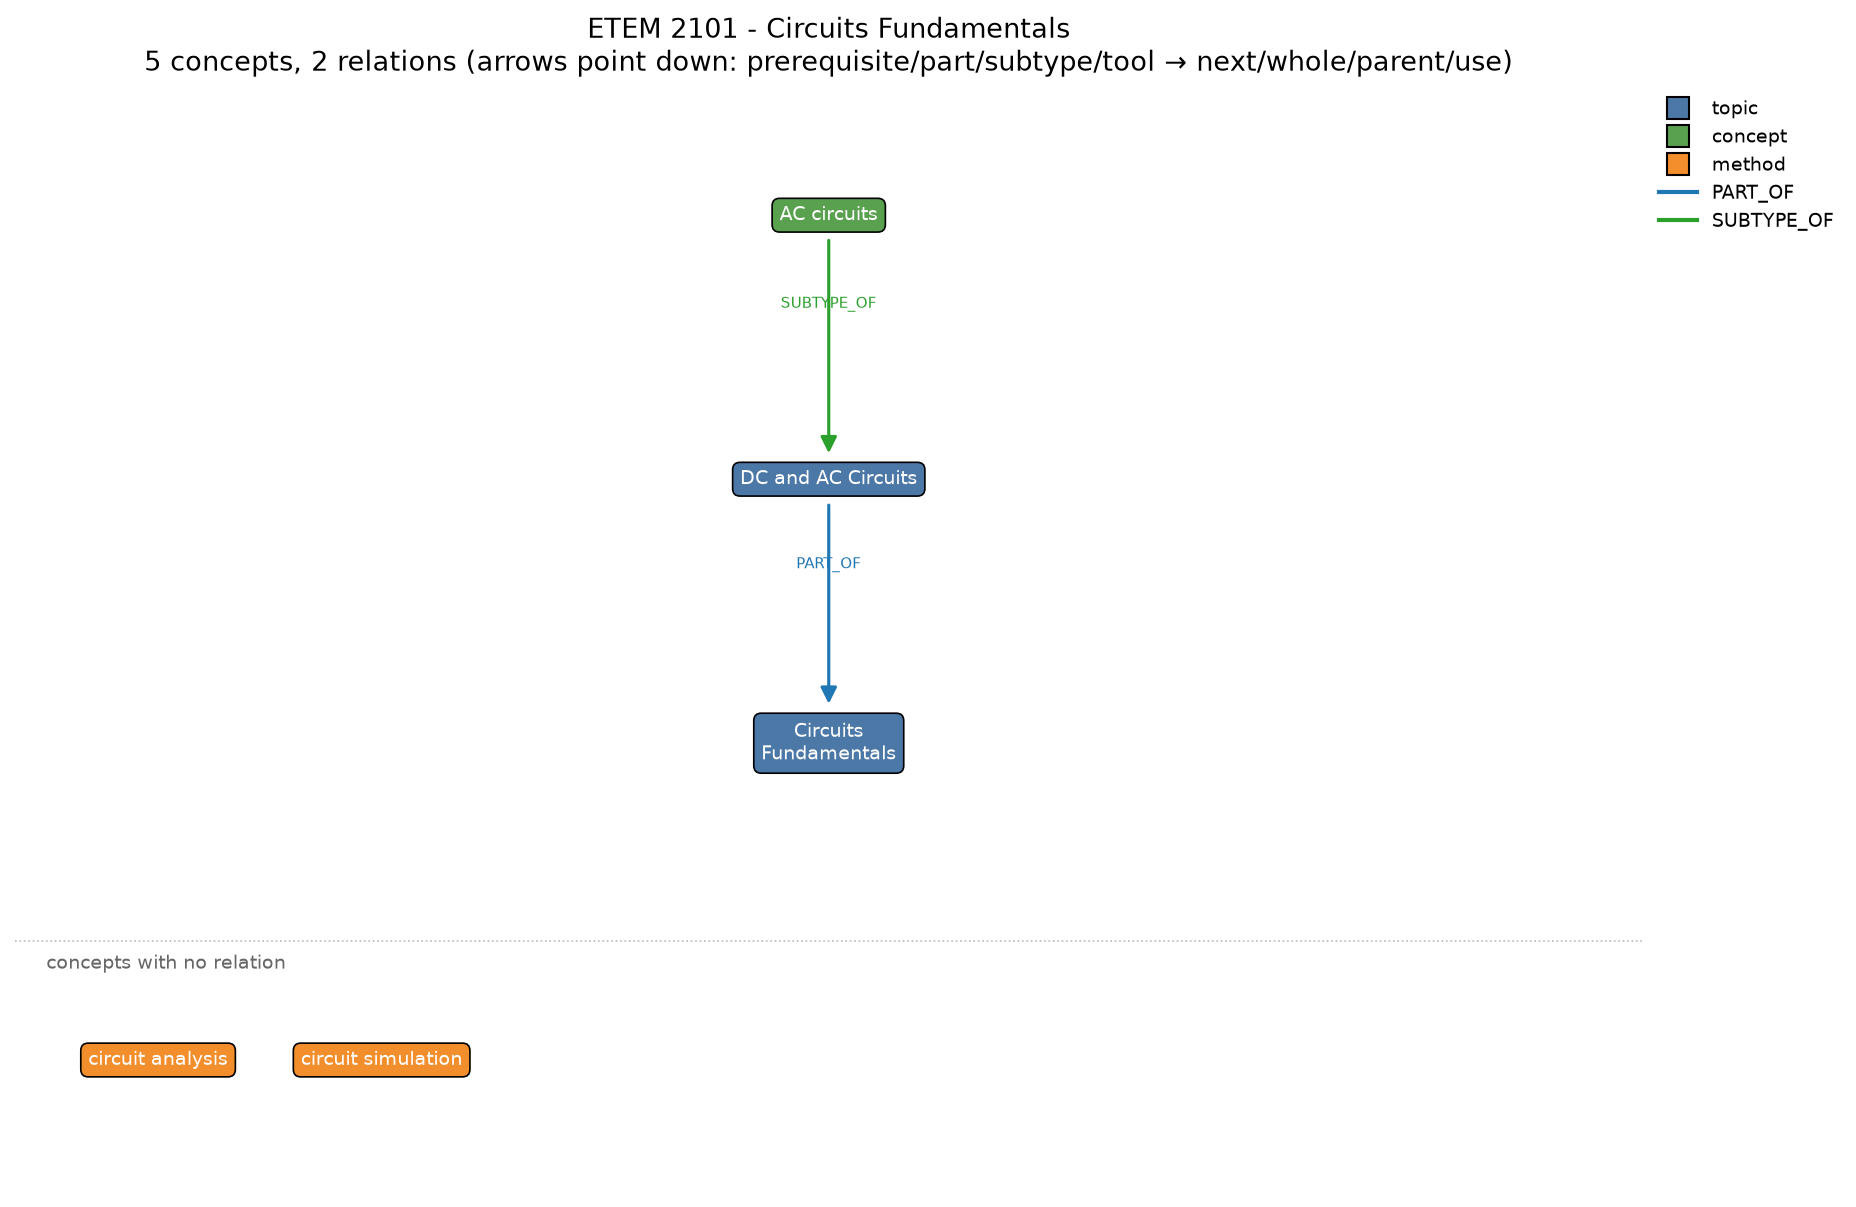 ETEM 2101 - Circuits Fundamentals
5 concepts, 2 relations (arrows point down: prerequisite/part/subtype/tool → next/whole/parent/use)
topic
concept
method
PART_OF
SUBTYPE_OF
AC circuits
SUBTYPE_OF
DC and AC Circuits
PART_OF
Circuits
Fundamentals
concepts with no relation
circuit analysis
circuit simulation